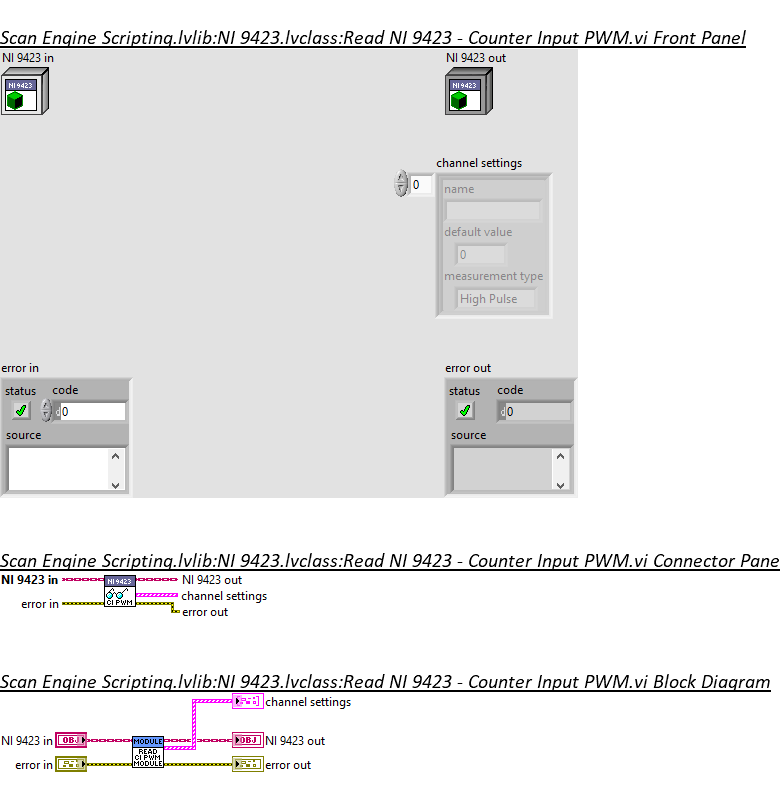 Scan Engine Scripting.lvlib:NI 9423.lvclass:Read NI 9423 - Counter Input PWM.vi Front Panel
NI 9423 in
NI 9423 out
NI 9423
NI 9423
channel settings
0
name
default value
0
measurement type
High Pulse
error in
error out
status code
status code
d 0
d 0
source
source
Scan Engine Scripting.lvlib:NI 9423.lvclass:Read NI 9423 - Counter Input PWM.vi Connector Pane
NI 9423 in
NI 9423
NI 9423 out
channel settings
error in
CI PWM
error out
Scan Engine Scripting.lvlib:NI 9423.lvclass:Read NI 9423 - Counter Input PWM.vi Block Diagram
channel settings
NI 9423 in
OBJ
MODULE
OBJ
NI 9423 out
READ
CI PWM
MODULE
error in
error out